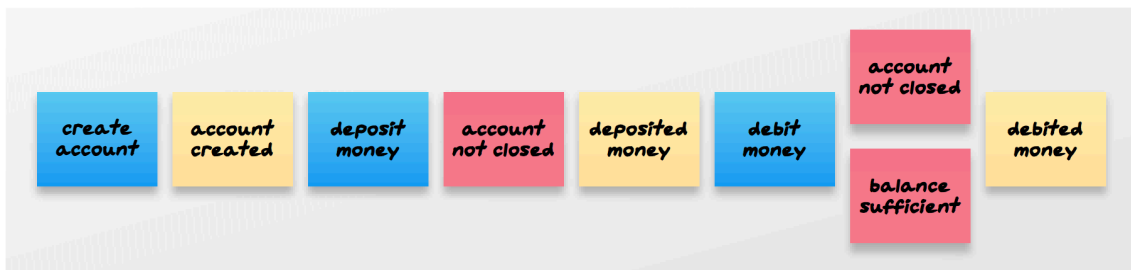 create
account
account
created
deposit
money
account
not closed
deposited
money
debit
money
account
not closed
balance
sufficient
debited
money